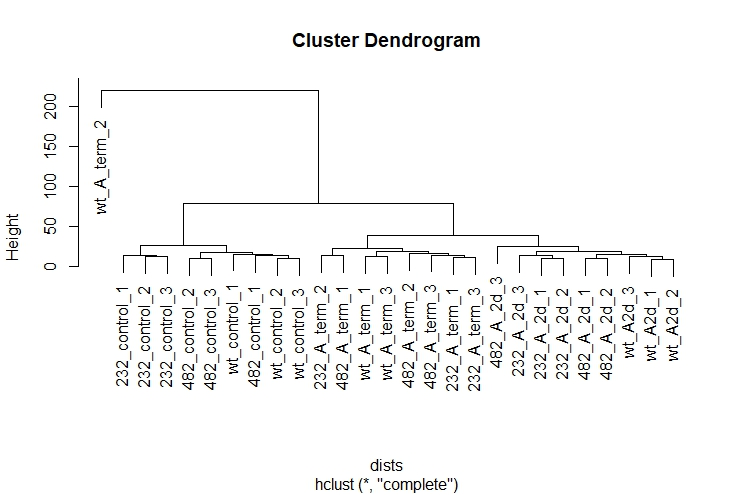 Cluster Dendrogram
Height
0
50
100
150
200
wt_A_term_2
232_control_1
232_control_2
232_control_3
482_control_2
482_control_3
wt_control_1
482_control_1
wt_control_2
wt_control_3
232_A_term_2
482_A_term_1
wt_A_term_1
wt_A_term_3
482_A_term_2
482_A_term_3
232_A_term_1
232_A_term_3
482_A_2d_3
232_A_2d_3
232_A_2d_1
232_A_2d_2
482_A_2d_1
482_A_2d_2
wt_A2d_3
wt_A2d_1
wt_A2d_2
dists
hclust (*, "complete")